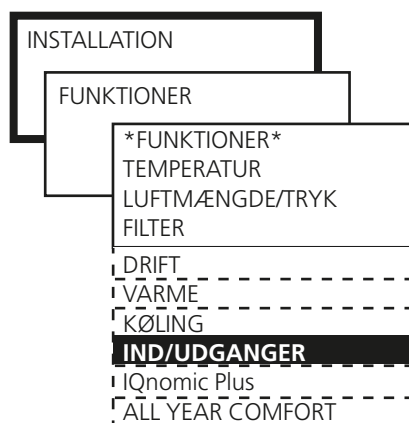 INSTALLATION
FUNKTIONER
*FUNKTIONER*
TEMPERATUR
LUFTMÆNGDE/TRYK
FILTER
DRIFT
VARME
KØLING
IND/UDGANGER
IQnomic Plus
ALL YEAR COMFORT